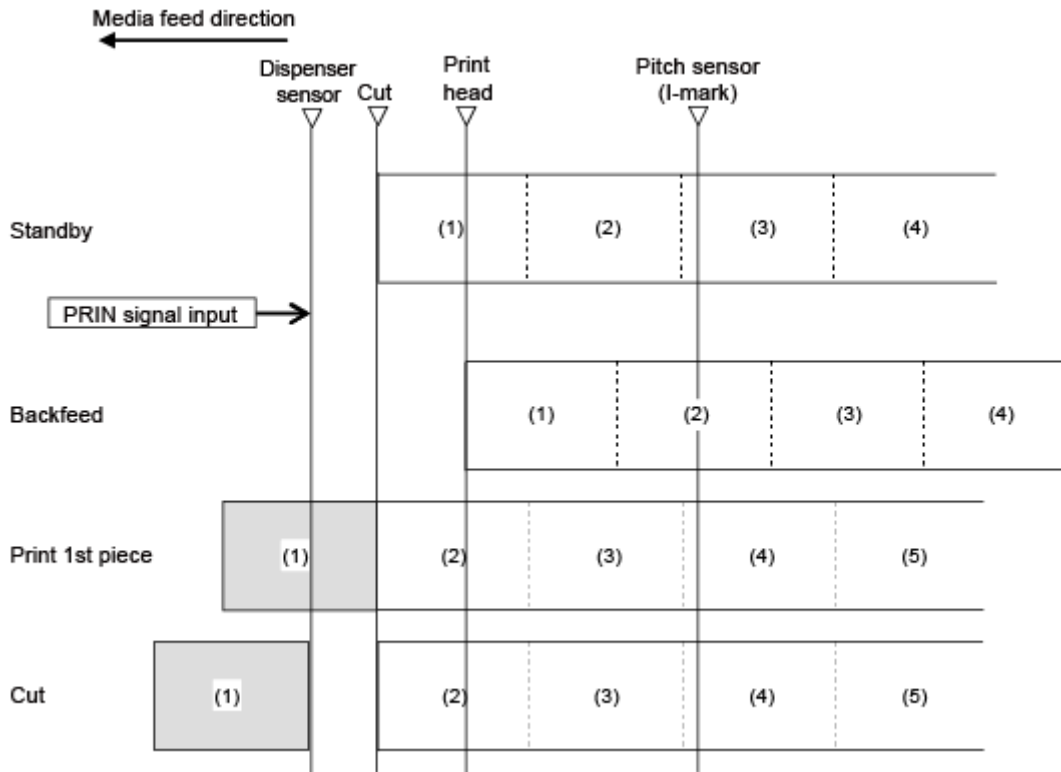 Media feed direction
Dispenser
sensor
Cut
Print
head
Pitch sensor
(I-mark)
Standby
(1)
(2)
(3)
(4)
PRIN signal input
Backfeed
(1)
(2)
(3)
(4)
Print 1st piece
(1)
(2)
(3)
(4)
(5)
Cut
(1)
(2)
(3)
(4)
(5)